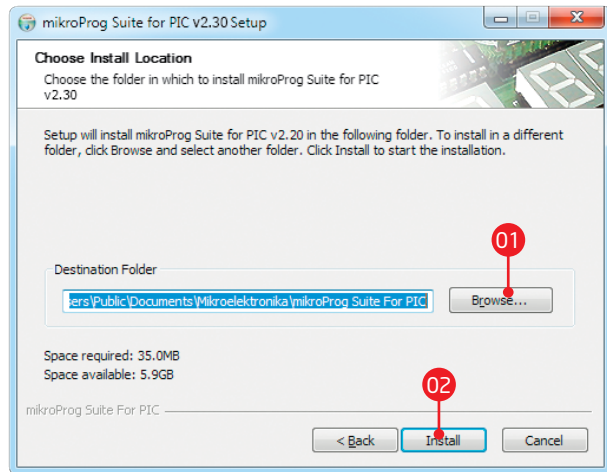 mikroProg Suite for PIC v2.30 Setup
Choose Install Location
Choose the folder in which to install mikroProg Suite for PIC
v2.30
Setup will install mikroProg Suite for PIC v2.20 in the following folder. To install in a different
folder, click Browse and select another folder. Click Install to start the installation.
01
Destination Folder
ers\Public\Documents\Mikroelektronika\mikroProg Suite For PIC
Browse...
Space required: 35.0MB
Space available: 5.9GB
02
mikroProg Suite For PIC
< Back
Install
Cancel